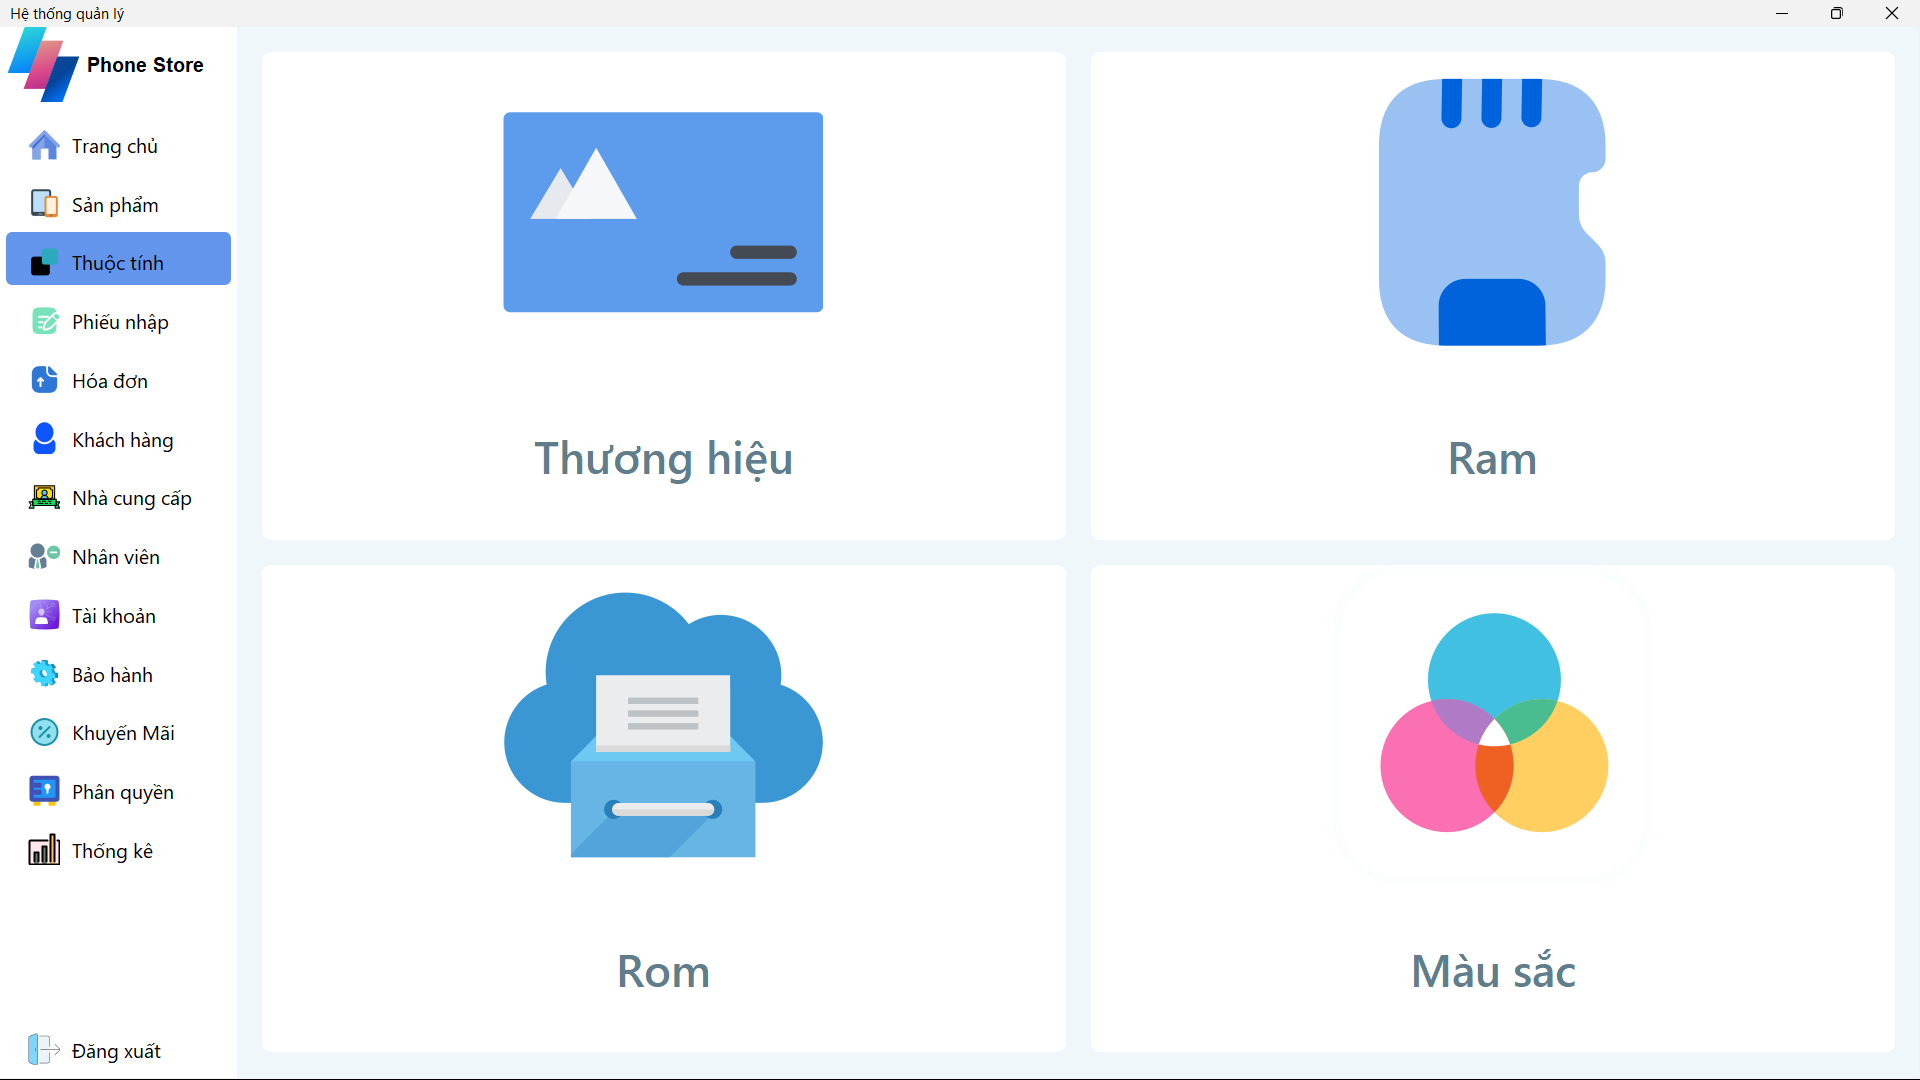 Hệ thống quản lý
Phone Store
Trang chủ
Sản phẩm
Thuộc tính
Phiếu nhập
Hóa đơn
Khách hàng
Nhà cung cấp
Nhân viên
Tài khoản
Bảo hành
Khuyến Mãi
Phân quyền
Thống kê
Đăng xuất
Thương hiệu
Ram
Rom
Màu sắc